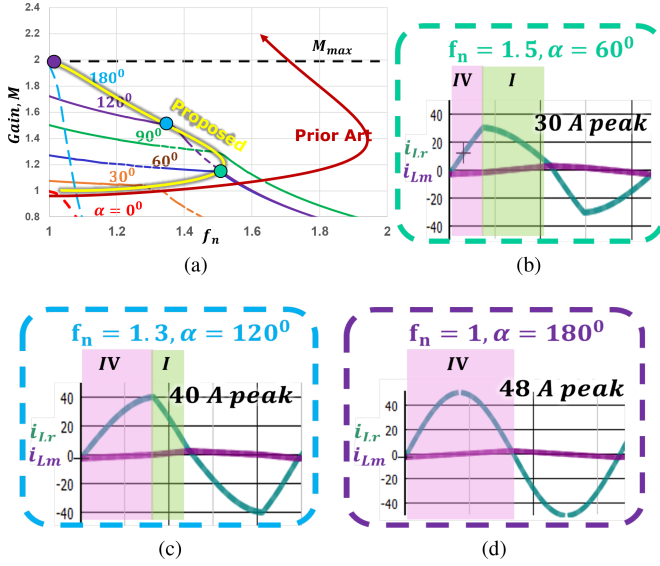 2.4
2.2
2
1.8
1.6
1.4
1.2
1
0.8
Gain, M
M_max
180⁰
120⁰
90⁰
60⁰
30⁰
α = 0⁰
Proposed
Prior Art
1
1.2
1.4
1.6
1.8
2
f_n
(a)
f_n = 1.5, α = 60⁰
IV
I
30 A peak
40
20
-20
-40
i_Lr
i_Lm
(b)
f_n = 1.3, α = 120⁰
IV
I
40 A peak
40
20
-20
-40
i_Lr
i_Lm
(c)
f_n = 1, α = 180⁰
IV
48 A peak
40
20
-20
-40
i_Lr
i_Lm
(d)